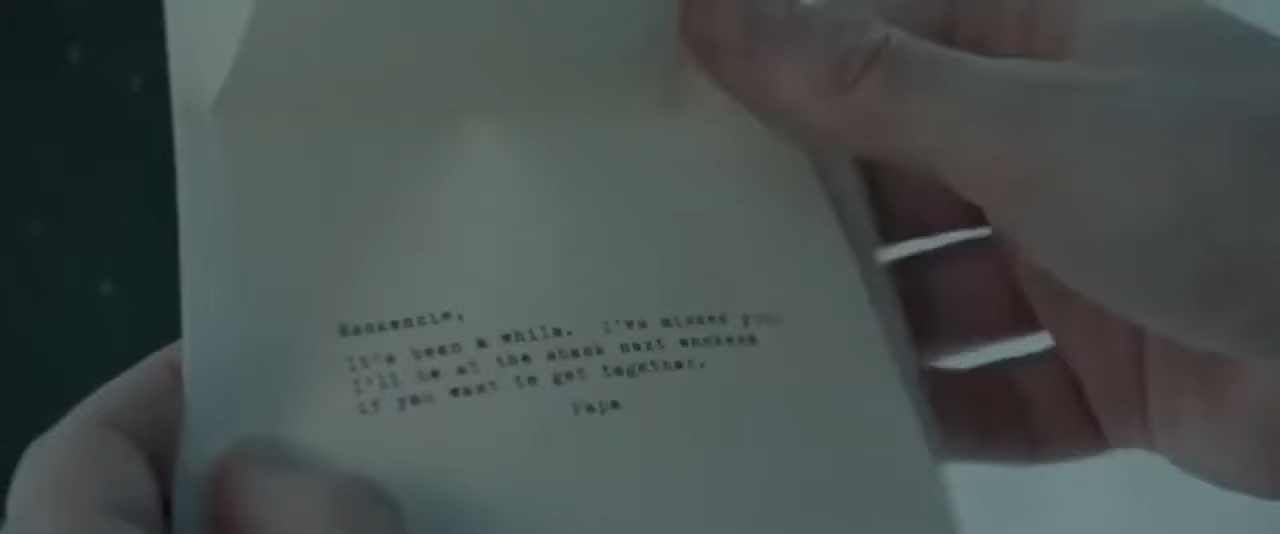 Mackenzie,
It's been a while. I've missed you.
I'll be at the shack next weekend
if you want to get together.
Papa